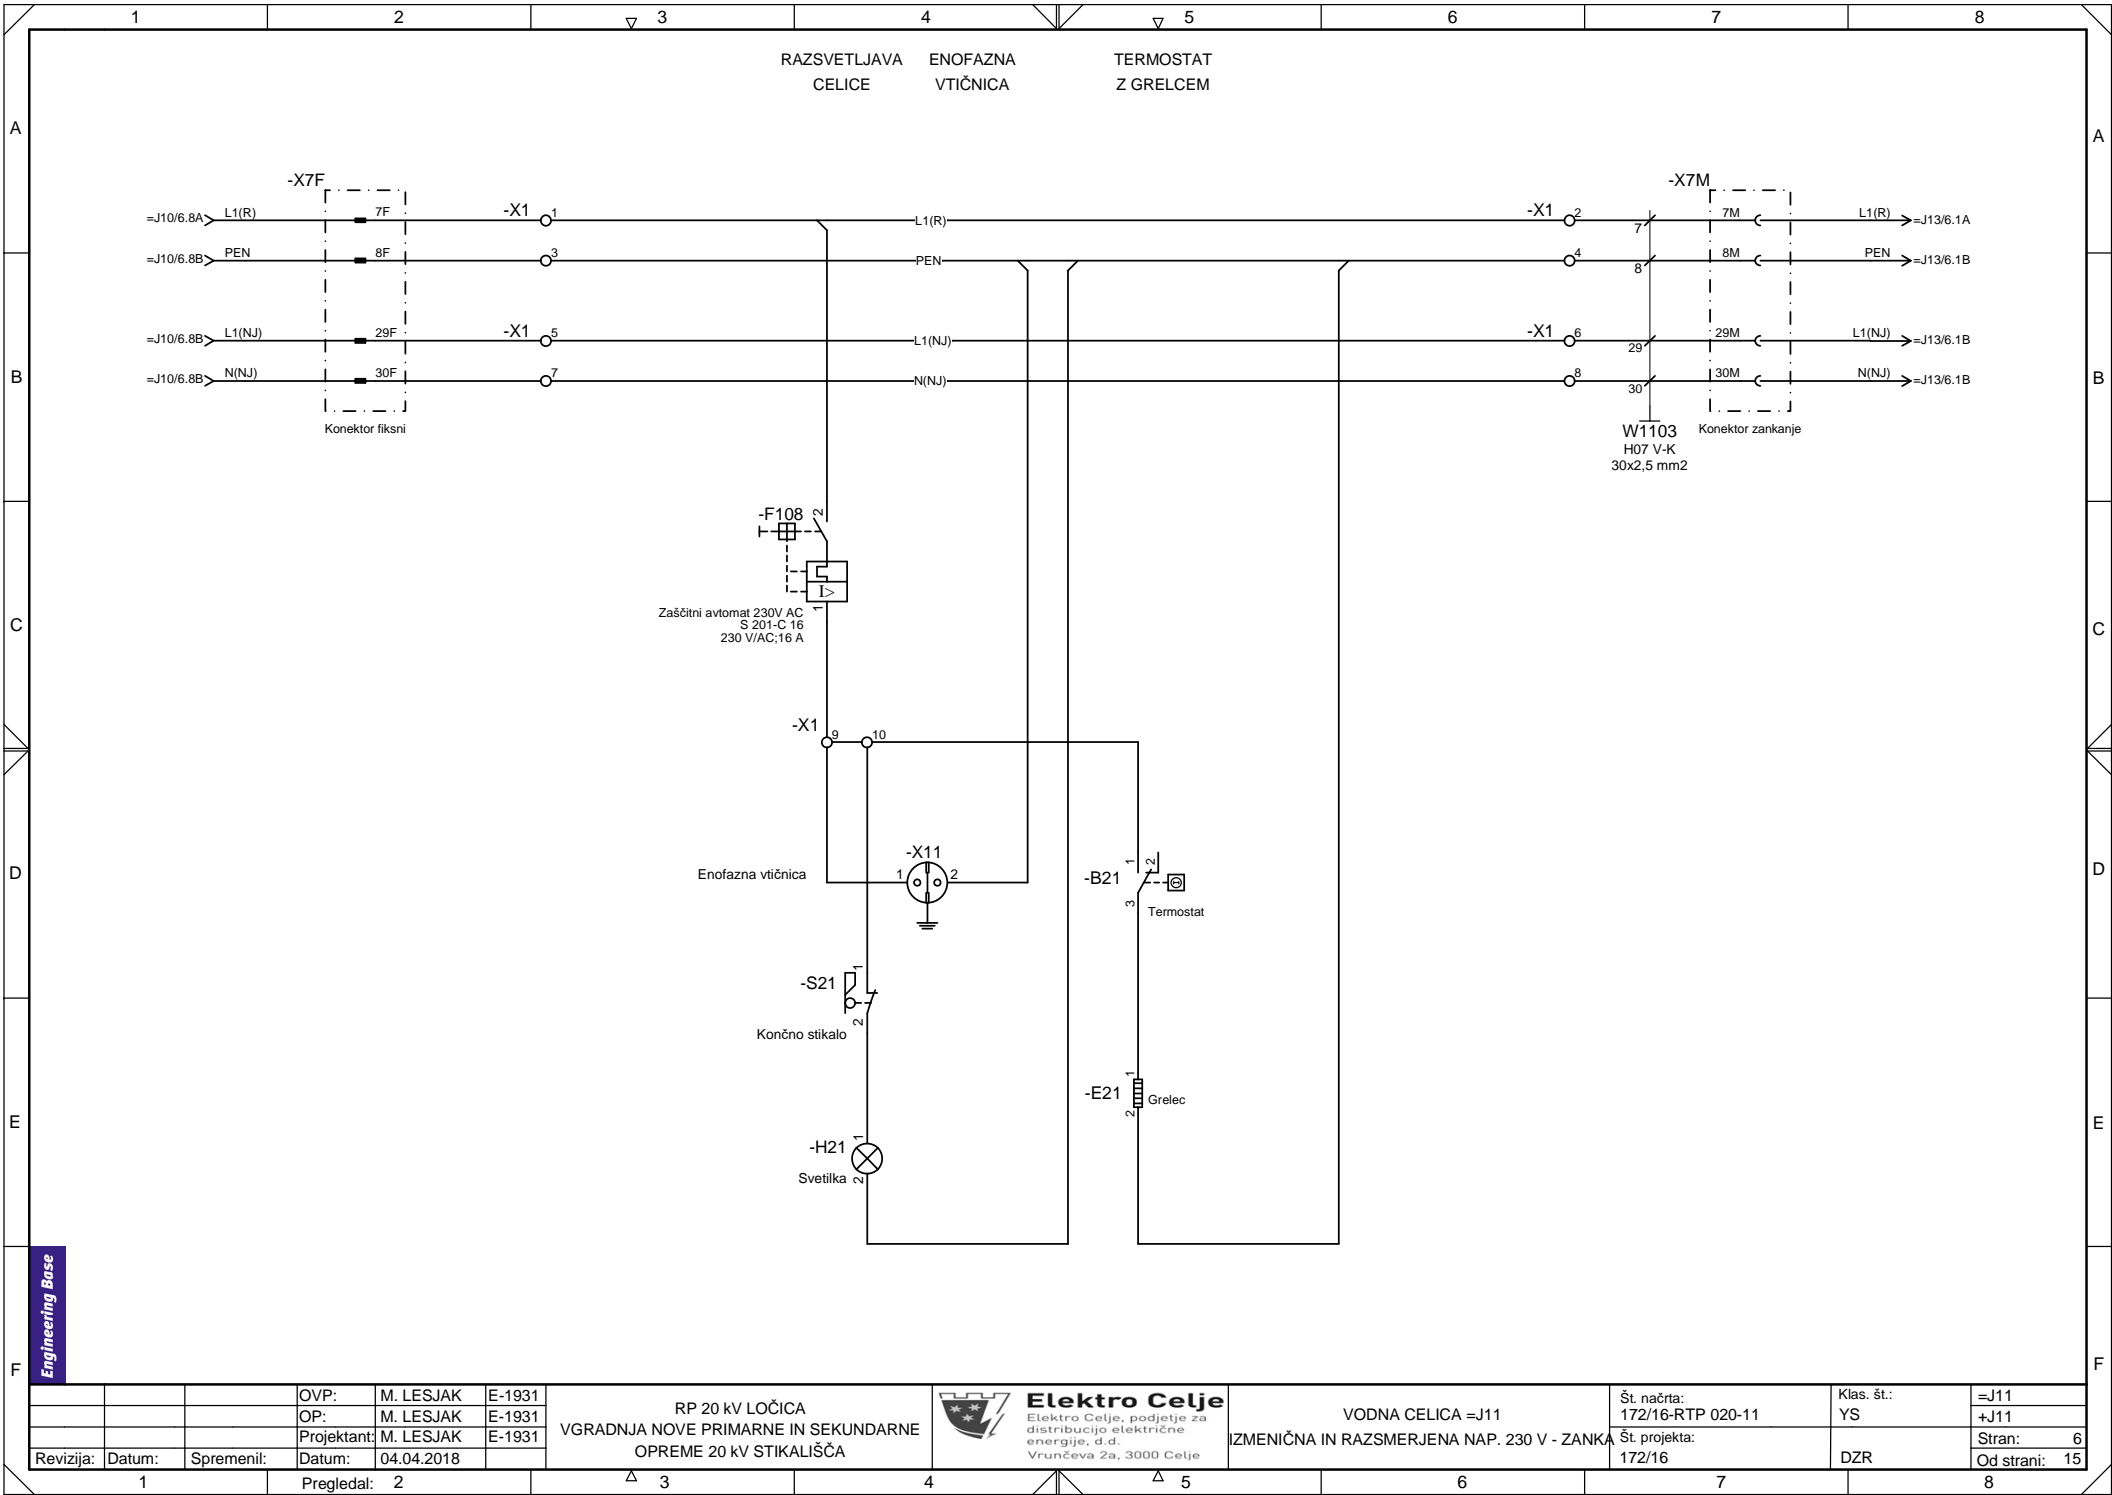 1 2 3 4 5 6 7 8
RAZSVETLJAVA ENOFAZNA TERMOSTAT
CELICE VTIČNICA Z GRELCEM
A A
-X7F -X7M
=J10/6.8A L1(R) 7F -X1 1 L1(R) -X1 2 7 7M L1(R) =J13/6.1A
=J10/6.8B PEN 8F 3 PEN 4 8 8M PEN =J13/6.1B
=J10/6.8B L1(NJ) 29F -X1 5 L1(NJ) -X1 6 29 29M L1(NJ) =J13/6.1B
B B
=J10/6.8B N(NJ) 30F 7 N(NJ) 8 30 30M N(NJ) =J13/6.1B
Konektor fiksni W1103 Konektor zankanje
H07 V-K
30x2,5 mm2
-F108 2
I>
1
Zaščitni avtomat 230V AC
S 201-C 16
230 V/AC;16 A
C C
-X1 9 10
-X11
Enofazna vtičnica 1 2
-B21 1 2
3
Termostat
D D
-S21 1
2
Končno stikalo
-E21 1
2
Grelec
E E
-H21 1
Svetilka 2
Engineering Base
F F
OVP: M. LESJAK E-1931
OP: M. LESJAK E-1931
Projektant: M. LESJAK E-1931
Revizija: Datum: Spremenil: Datum: 04.04.2018
Pregledal:
RP 20 kV LOČICA
VGRADNJA NOVE PRIMARNE IN SEKUNDARNE
OPREME 20 kV STIKALIŠČA
Elektro Celje
Elektro Celje, podjetje za
distribucijo električne
energije, d.d.
Vrunčeva 2a, 3000 Celje
VODNA CELICA =J11
IZMENIČNA IN RAZSMERJENA NAP. 230 V - ZANKA
Št. načrta:
172/16-RTP 020-11
Št. projekta:
172/16
Klas. št.:
YS
DZR
=J11
+J11
Stran: 6
Od strani: 15
1 2 3 4 5 6 7 8